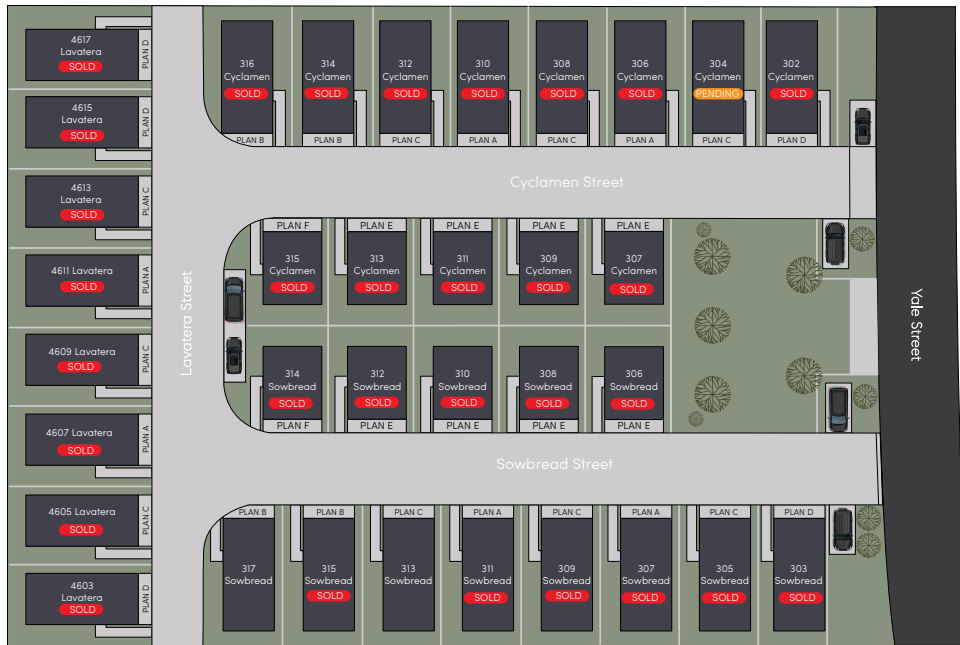 4617
Lavatera
SOLD
PLAN D
4615
Lavatera
SOLD
PLAN D
4613
Lavatera
SOLD
PLAN C
4611 Lavatera
SOLD
PLAN A
4609 Lavatera
SOLD
PLAN C
4607 Lavatera
SOLD
PLAN A
4605 Lavatera
SOLD
PLAN C
4603
Lavatera
SOLD
PLAN D
Lavatera Street
316
Cyclamen
SOLD
PLAN B
314
Cyclamen
SOLD
PLAN B
312
Cyclamen
SOLD
PLAN C
310
Cyclamen
SOLD
PLAN A
308
Cyclamen
SOLD
PLAN C
306
Cyclamen
SOLD
PLAN A
304
Cyclamen
PENDING
PLAN C
302
Cyclamen
SOLD
PLAN D
Cyclamen Street
PLAN F
315
Cyclamen
SOLD
PLAN E
313
Cyclamen
SOLD
PLAN E
311
Cyclamen
SOLD
PLAN E
309
Cyclamen
SOLD
PLAN E
307
Cyclamen
SOLD
314
Sowbread
SOLD
PLAN F
312
Sowbread
SOLD
PLAN E
310
Sowbread
SOLD
PLAN E
308
Sowbread
SOLD
PLAN E
306
Sowbread
SOLD
PLAN E
Sowbread Street
PLAN B
317
Sowbread
PLAN B
315
Sowbread
SOLD
PLAN C
313
Sowbread
PLAN A
311
Sowbread
SOLD
PLAN C
309
Sowbread
SOLD
PLAN A
307
Sowbread
SOLD
PLAN C
305
Sowbread
SOLD
PLAN D
303
Sowbread
SOLD
Yale Street